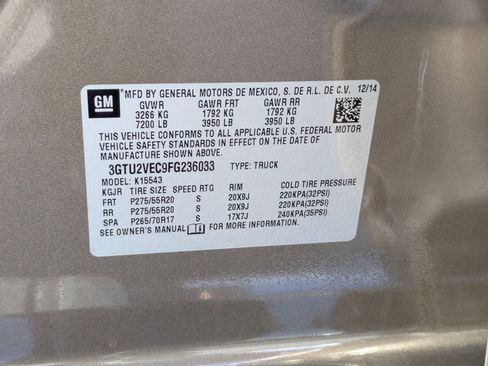 GM
*MFD BY GENERAL MOTORS DE MEXICO, S. DE R.L. DE C.V. 12/14
GVWR GAWR FRT GAWR RR
3266 KG 1792 KG 1792 KG
7200 LB 3950 LB 3950 LB
THIS VEHICLE CONFORMS TO ALL APPLICABLE U.S. FEDERAL MOTOR
VEHICLE SAFETY STANDARDS IN EFFECT ON THE DATE OF
MANUFACTURE SHOWN ABOVE.
3GTU2VEC9FG236033 TYPE: TRUCK
MODEL: K15543
KGJR TIRE SIZE SPEED RTG RIM COLD TIRE PRESSURE
FRT P275/55R20 S 20X9J 220KPA(32PSI)
RR P275/55R20 S 20X9J 220KPA(32PSI)
SPA P265/70R17 S 17X7J 240KPA(35PSI)
SEE OWNER'S MANUAL FOR MORE INFORMATION.